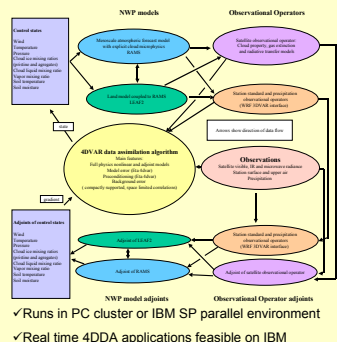 NWP models
Observational Operators
Control states
Wind
Temperature
Pressure
Cloud ice mixing ratios
(pristine and aggregates)
Cloud liquid mixing ratio
Vapor mixing ratio
Soil temperature
Soil moisture
Mesoscale atmospheric forecast model
with explicit cloud microphysics
RAMS
Satellite observational operator
Cloud property, gas extinction
and radiative transfer models
Land model coupled to RAMS
LEAF2
Station standard and precipitation
observational operators
(WRF 3DVAR interface)
state
Arrows show direction of data flow
4DVAR data assimilation algorithm
Main features:
Full physics nonlinear and adjoint models
Model error (Eta 4dvar)
Preconditioning (Eta 4dvar)
Background error
(compactly supported, space limited correlations)
Observations
Satellite visible, IR and microwave radiance
Station surface and upper air
Precipitation
gradient
Adjoints of control states
Wind
Temperature
Pressure
Cloud ice mixing ratios
(pristine and aggregates)
Cloud liquid mixing ratio
Vapor mixing ratio
Soil temperature
Soil moisture
Adjoint of LEAF2
Station standard and precipitation
observational operators
(WRF 3DVAR interface)
Adjoint of RAMS
Adjoint of satellite observational operator
NWP model adjoints
Observational Operator adjoints
✓Runs in PC cluster or IBM SP parallel environment
✓Real time 4DDA applications feasible on IBM